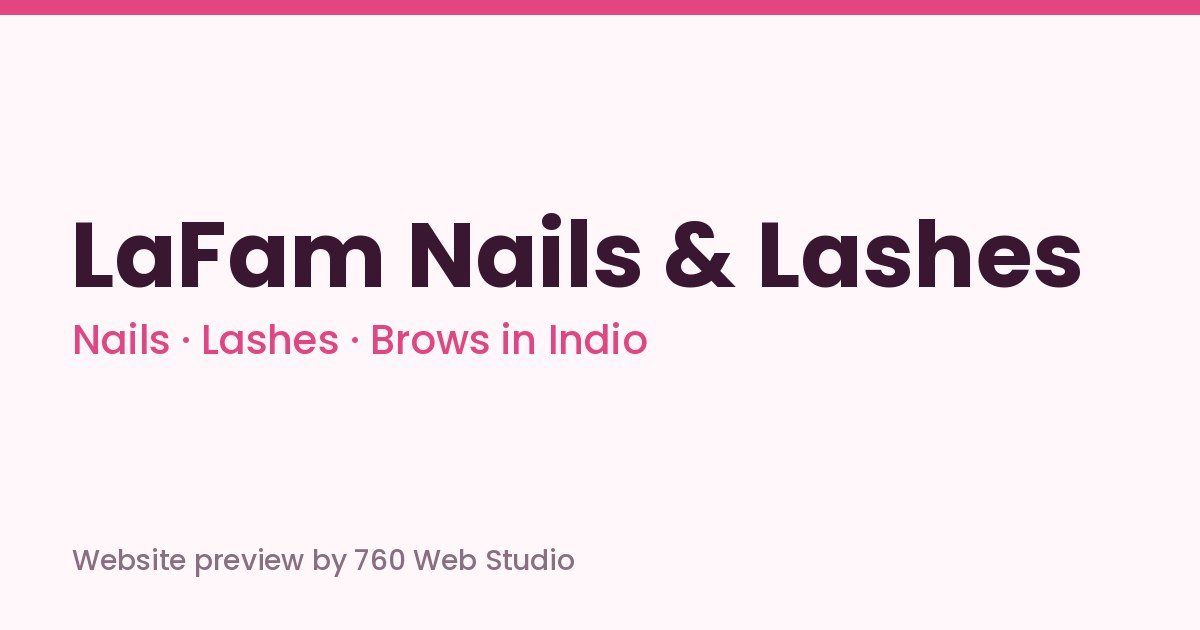 LaFam Nails & Lashes
Nails · Lashes · Brows in Indio
Website preview by 760 Web Studio